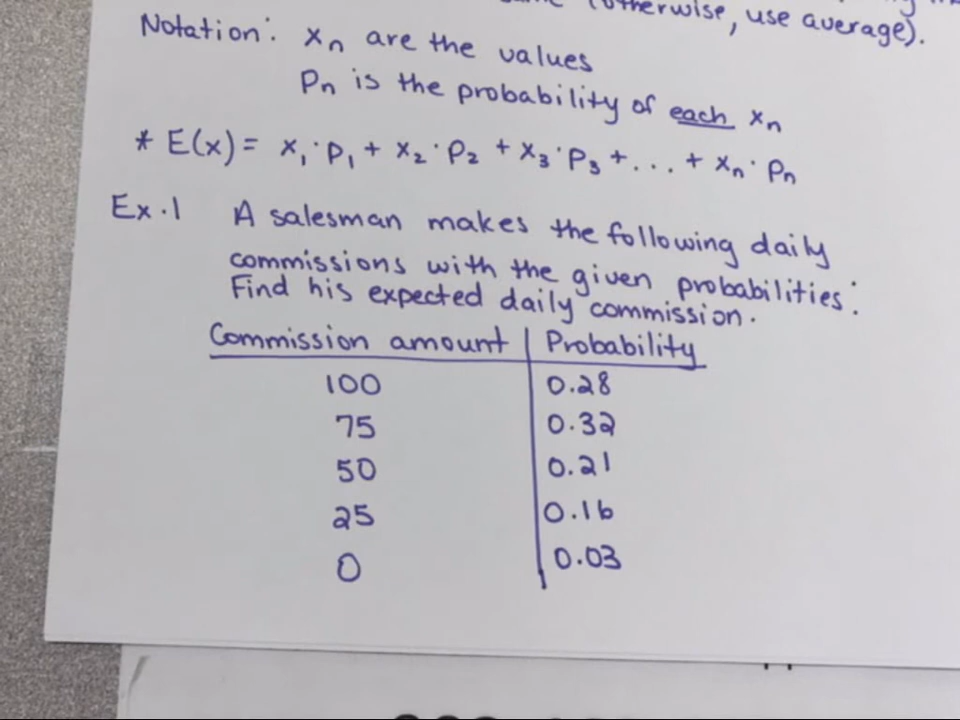 (otherwise, use average).
Notation: xn are the values
Pn is the probability of each xn
* E(x) = x₁·P₁ + x₂·P₂ + x₃·P₃ + ... + xn·Pn
Ex.1 A salesman makes the following daily
commissions with the given probabilities:
Find his expected daily commission.
Commission amount | Probability
100 0.28
75 0.32
50 0.21
25 0.16
0 0.03